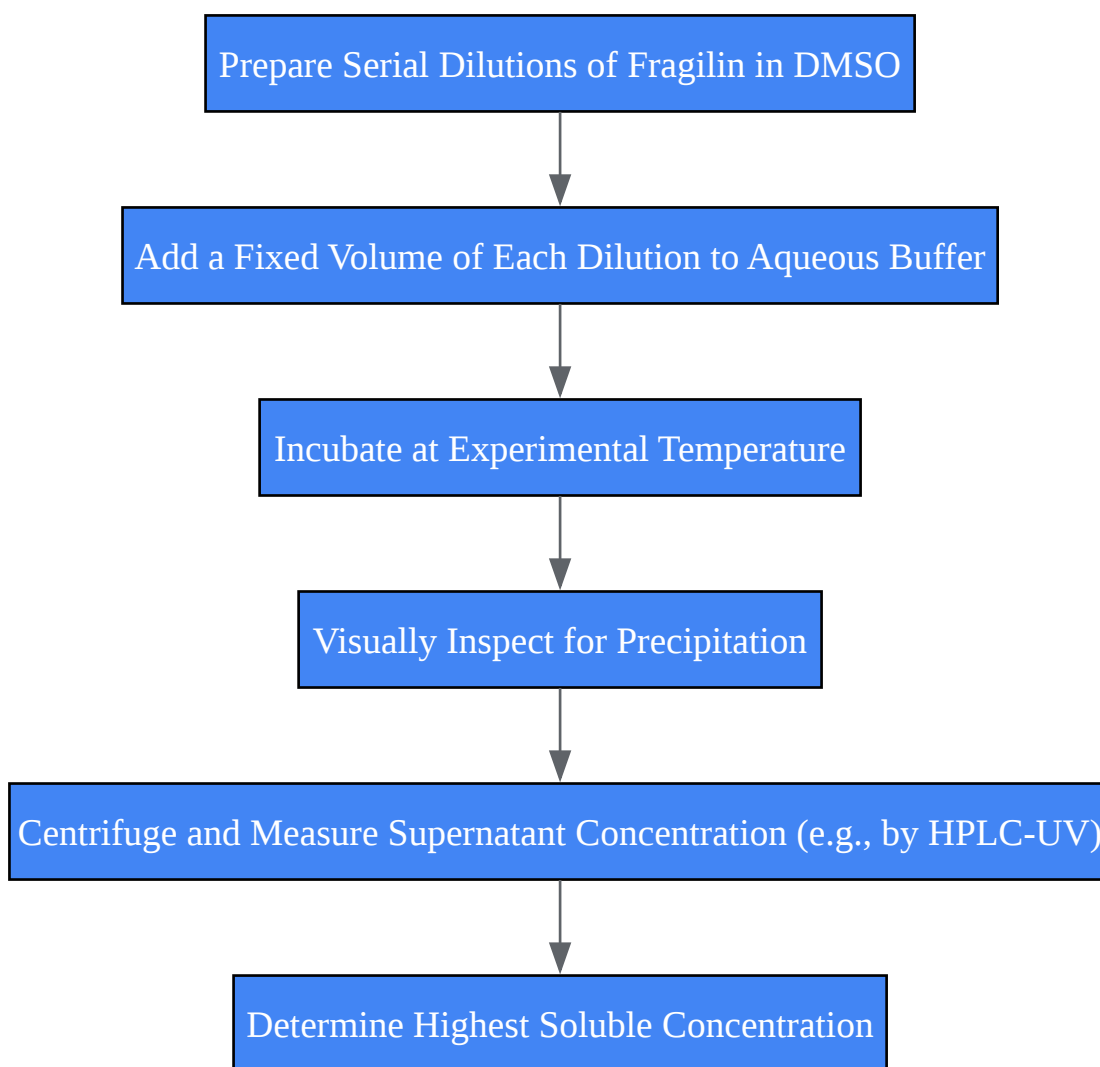 Prepare Serial Dilutions of Fragilin in DMSO
Add a Fixed Volume of Each Dilution to Aqueous Buffer
Incubate at Experimental Temperature
Visually Inspect for Precipitation
Centrifuge and Measure Supernatant Concentration (e.g., by HPLC-UV)
Determine Highest Soluble Concentration